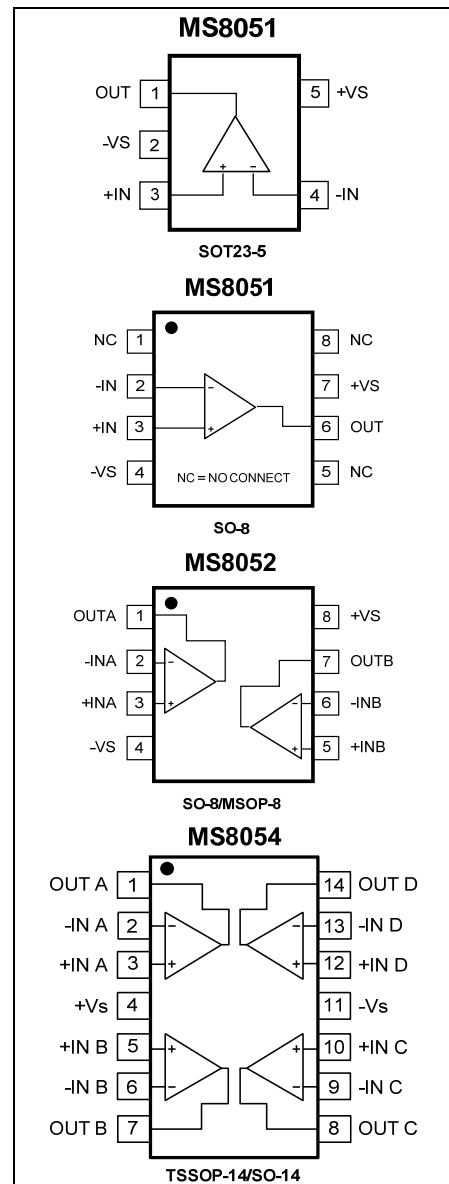 MS8051
OUT 1 5 +VS
-VS 2
+IN 3 + - 4 -IN
SOT23-5
MS8051
NC 1 8 NC
-IN 2 - 7 +VS
+IN 3 + 6 OUT
-VS 4 NC = NO CONNECT 5 NC
SO-8
MS8052
OUTA 1 8 +VS
-INA 2 - 7 OUTB
+INA 3 + - 6 -INB
-VS 4 + 5 +INB
SO-8/MSOP-8
MS8054
OUT A 1 14 OUT D
-IN A 2 - - 13 -IN D
+IN A 3 + + 12 +IN D
+Vs 4 11 -Vs
+IN B 5 + + 10 +IN C
-IN B 6 - - 9 -IN C
OUT B 7 8 OUT C
TSSOP-14/SO-14